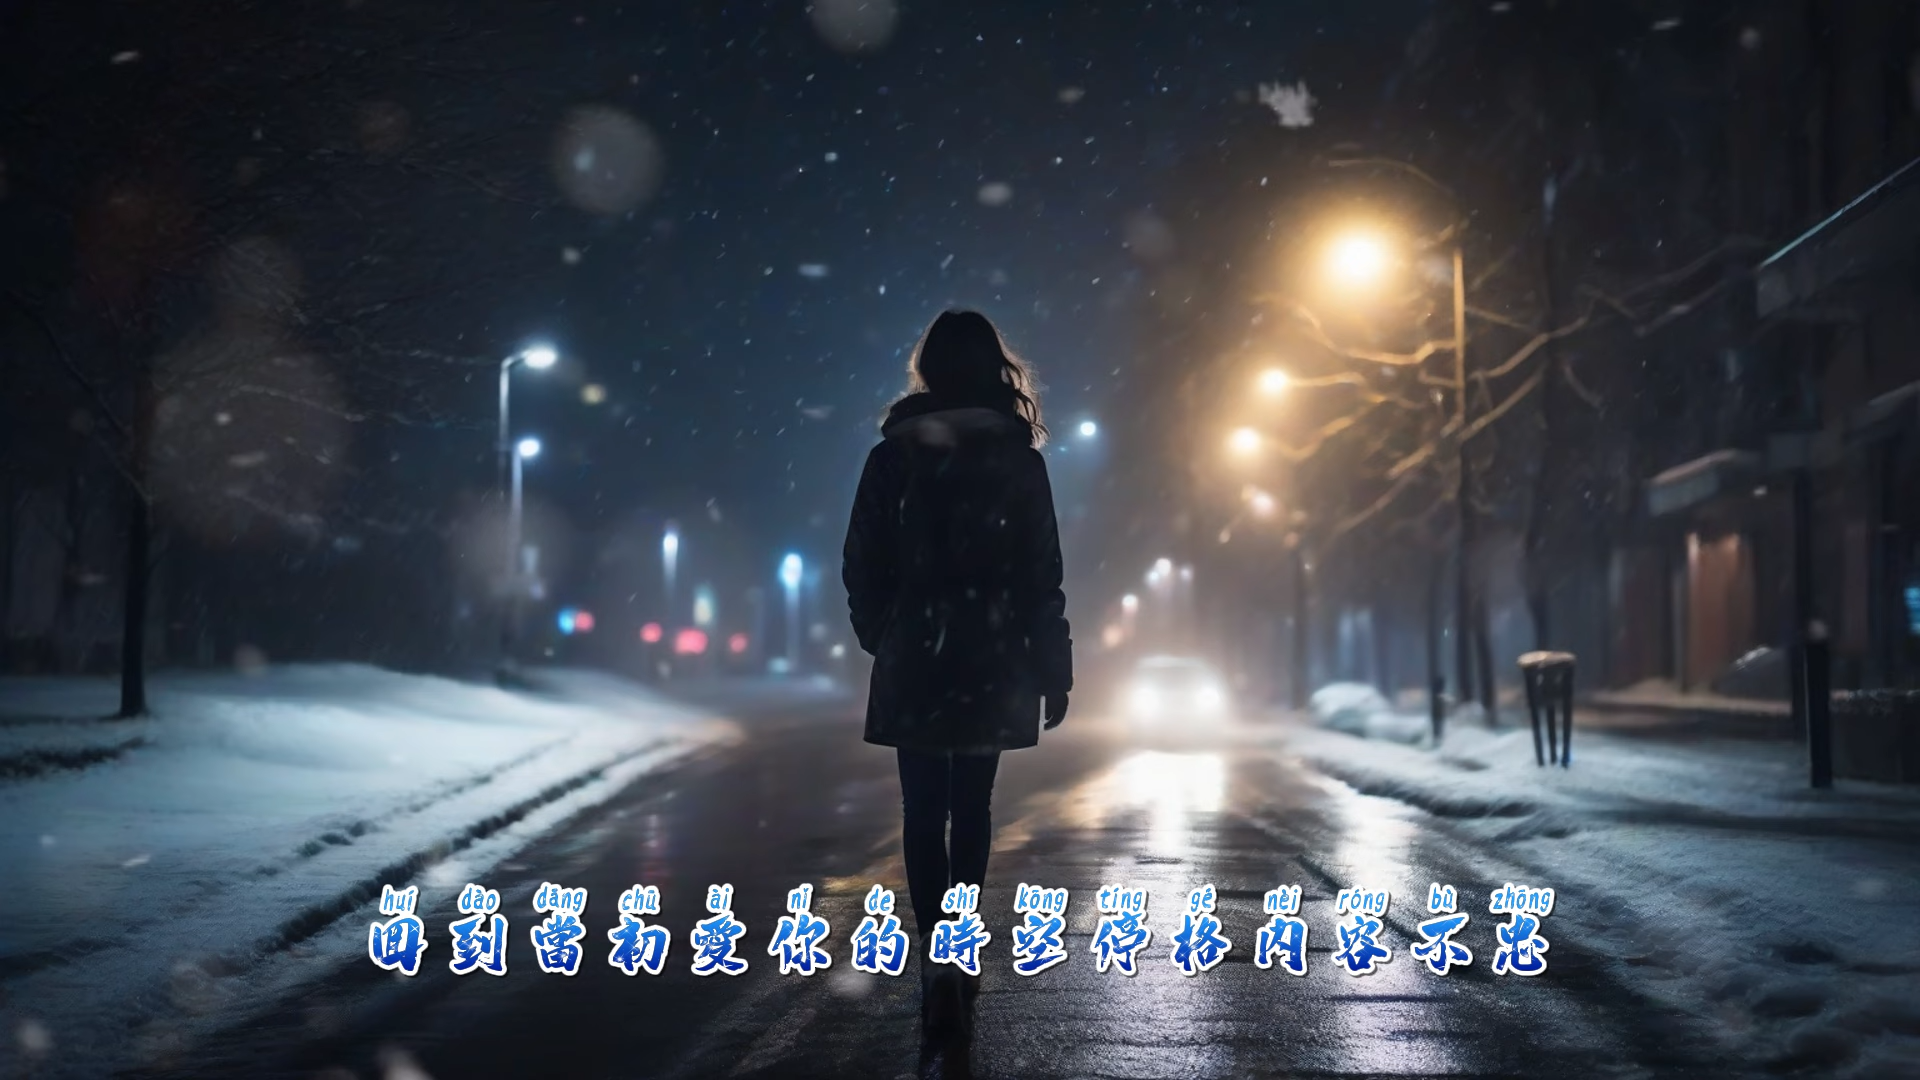 huí dào dāng chū ài nǐ de shí kōng tíng gé nèi róng bù zhōng
回到當初愛你的時空停格內容不忠